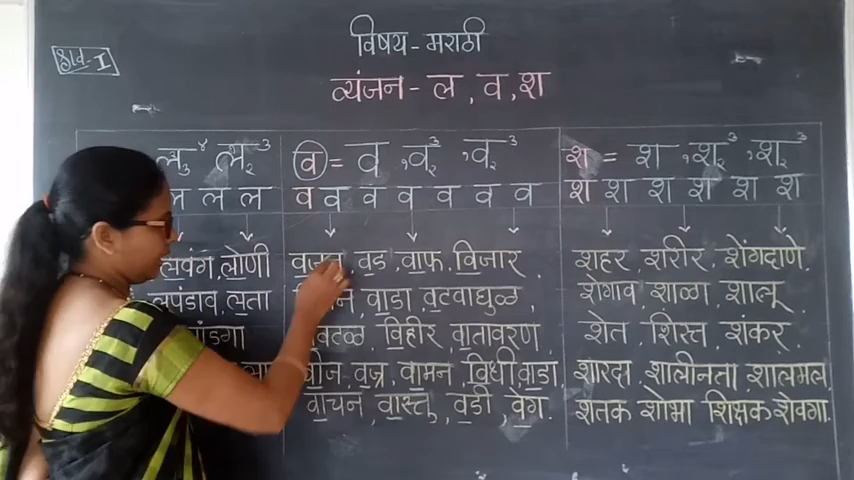 विषय - मराठी
व्यंजन - ल , व , श
ल ल
ल ल ल
लवंग , लोणी
लपंडाव , लता
व = व , व , व
व व व व व व व
वजन , वड , वाफ , विजार .
वाडा , वटवाघुळ ,
विहीर , वातावरण ,
वीज , वज्र , वामन , विधी , वाडा ,
वाचन , वास्तू , वडी , वेग .
श = श , श , श
श श श श श श
शहर , शरीर , शेंगदाणे .
शेगाव , शाळा , शालू ,
शेत , शिस्त , शंकर ,
शारदा , शालीनता , शालमल ,
शतक , शोभा , शिक्षक , शेवगा .